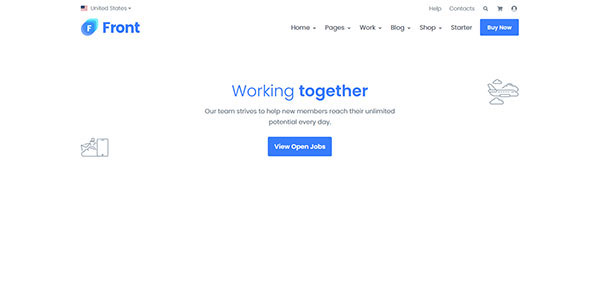 United States
Help Contacts
F Front
Home Pages Work Blog Shop Starter Buy Now
Working together
Our team strives to help new members reach their unlimited
potential every day.
View Open Jobs